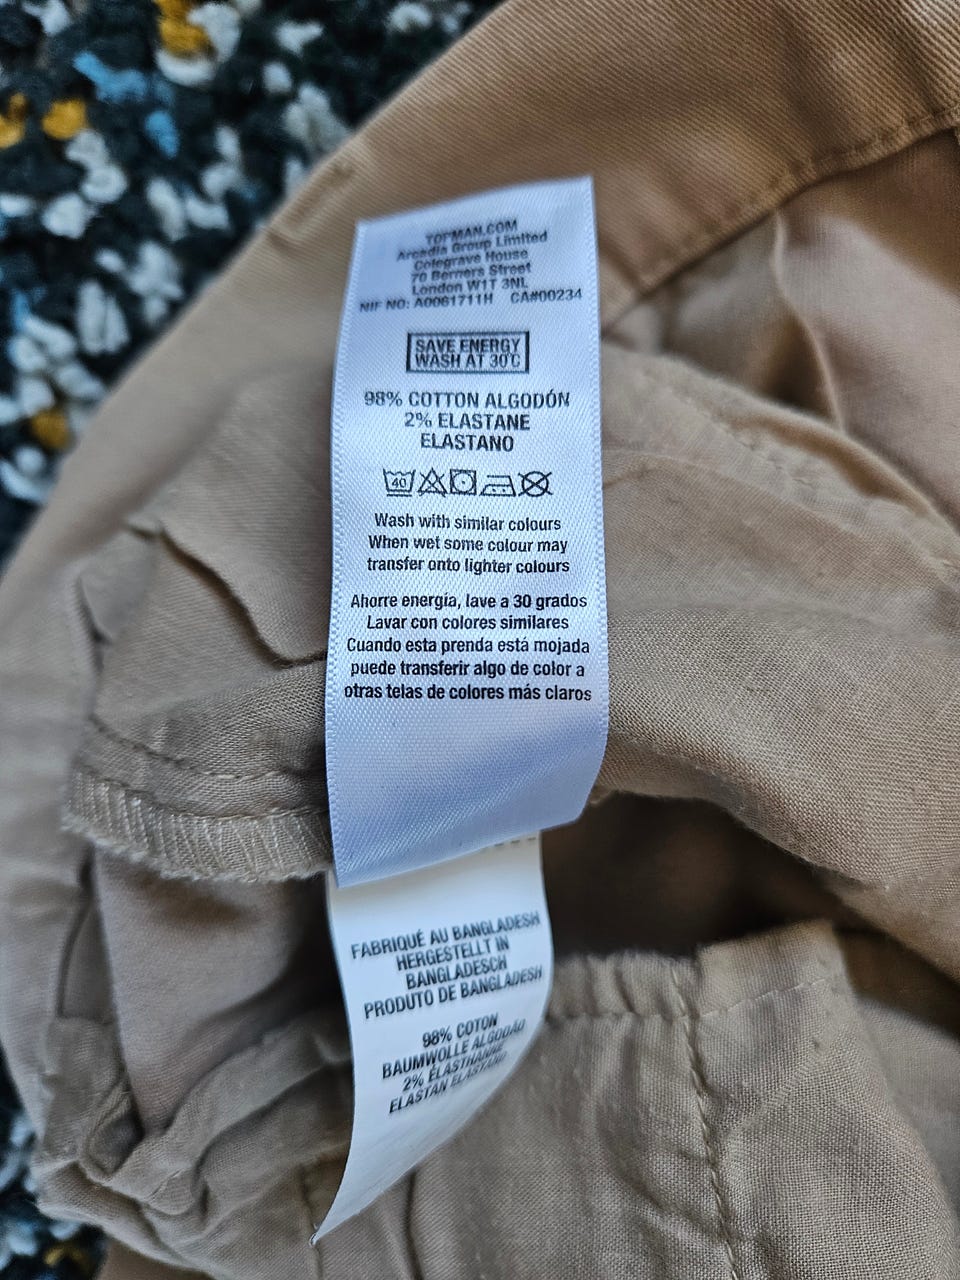 TOPMAN.COM
Arcadia Group Limited
Colegrave House
70 Berners Street
London W1T 3NL
NIF NO: A0061711H CA#00234
SAVE ENERGY
WASH AT 30°C
98% COTTON ALGODÓN
2% ELASTANE
ELASTANO
40
Wash with similar colours
When wet some colour may
transfer onto lighter colours
Ahorre energía, lave a 30 grados
Lavar con colores similares
Cuando esta prenda está mojada
puede transferir algo de color a
otras telas de colores más claros
FABRIQUÉ AU BANGLADESH
HERGESTELLT IN
BANGLADESCH
PRODUTO DE BANGLADESH
98% COTON
BAUMWOLLE ALGODÃO
2% ÉLASTHANNE
ELASTAN ELASTANO